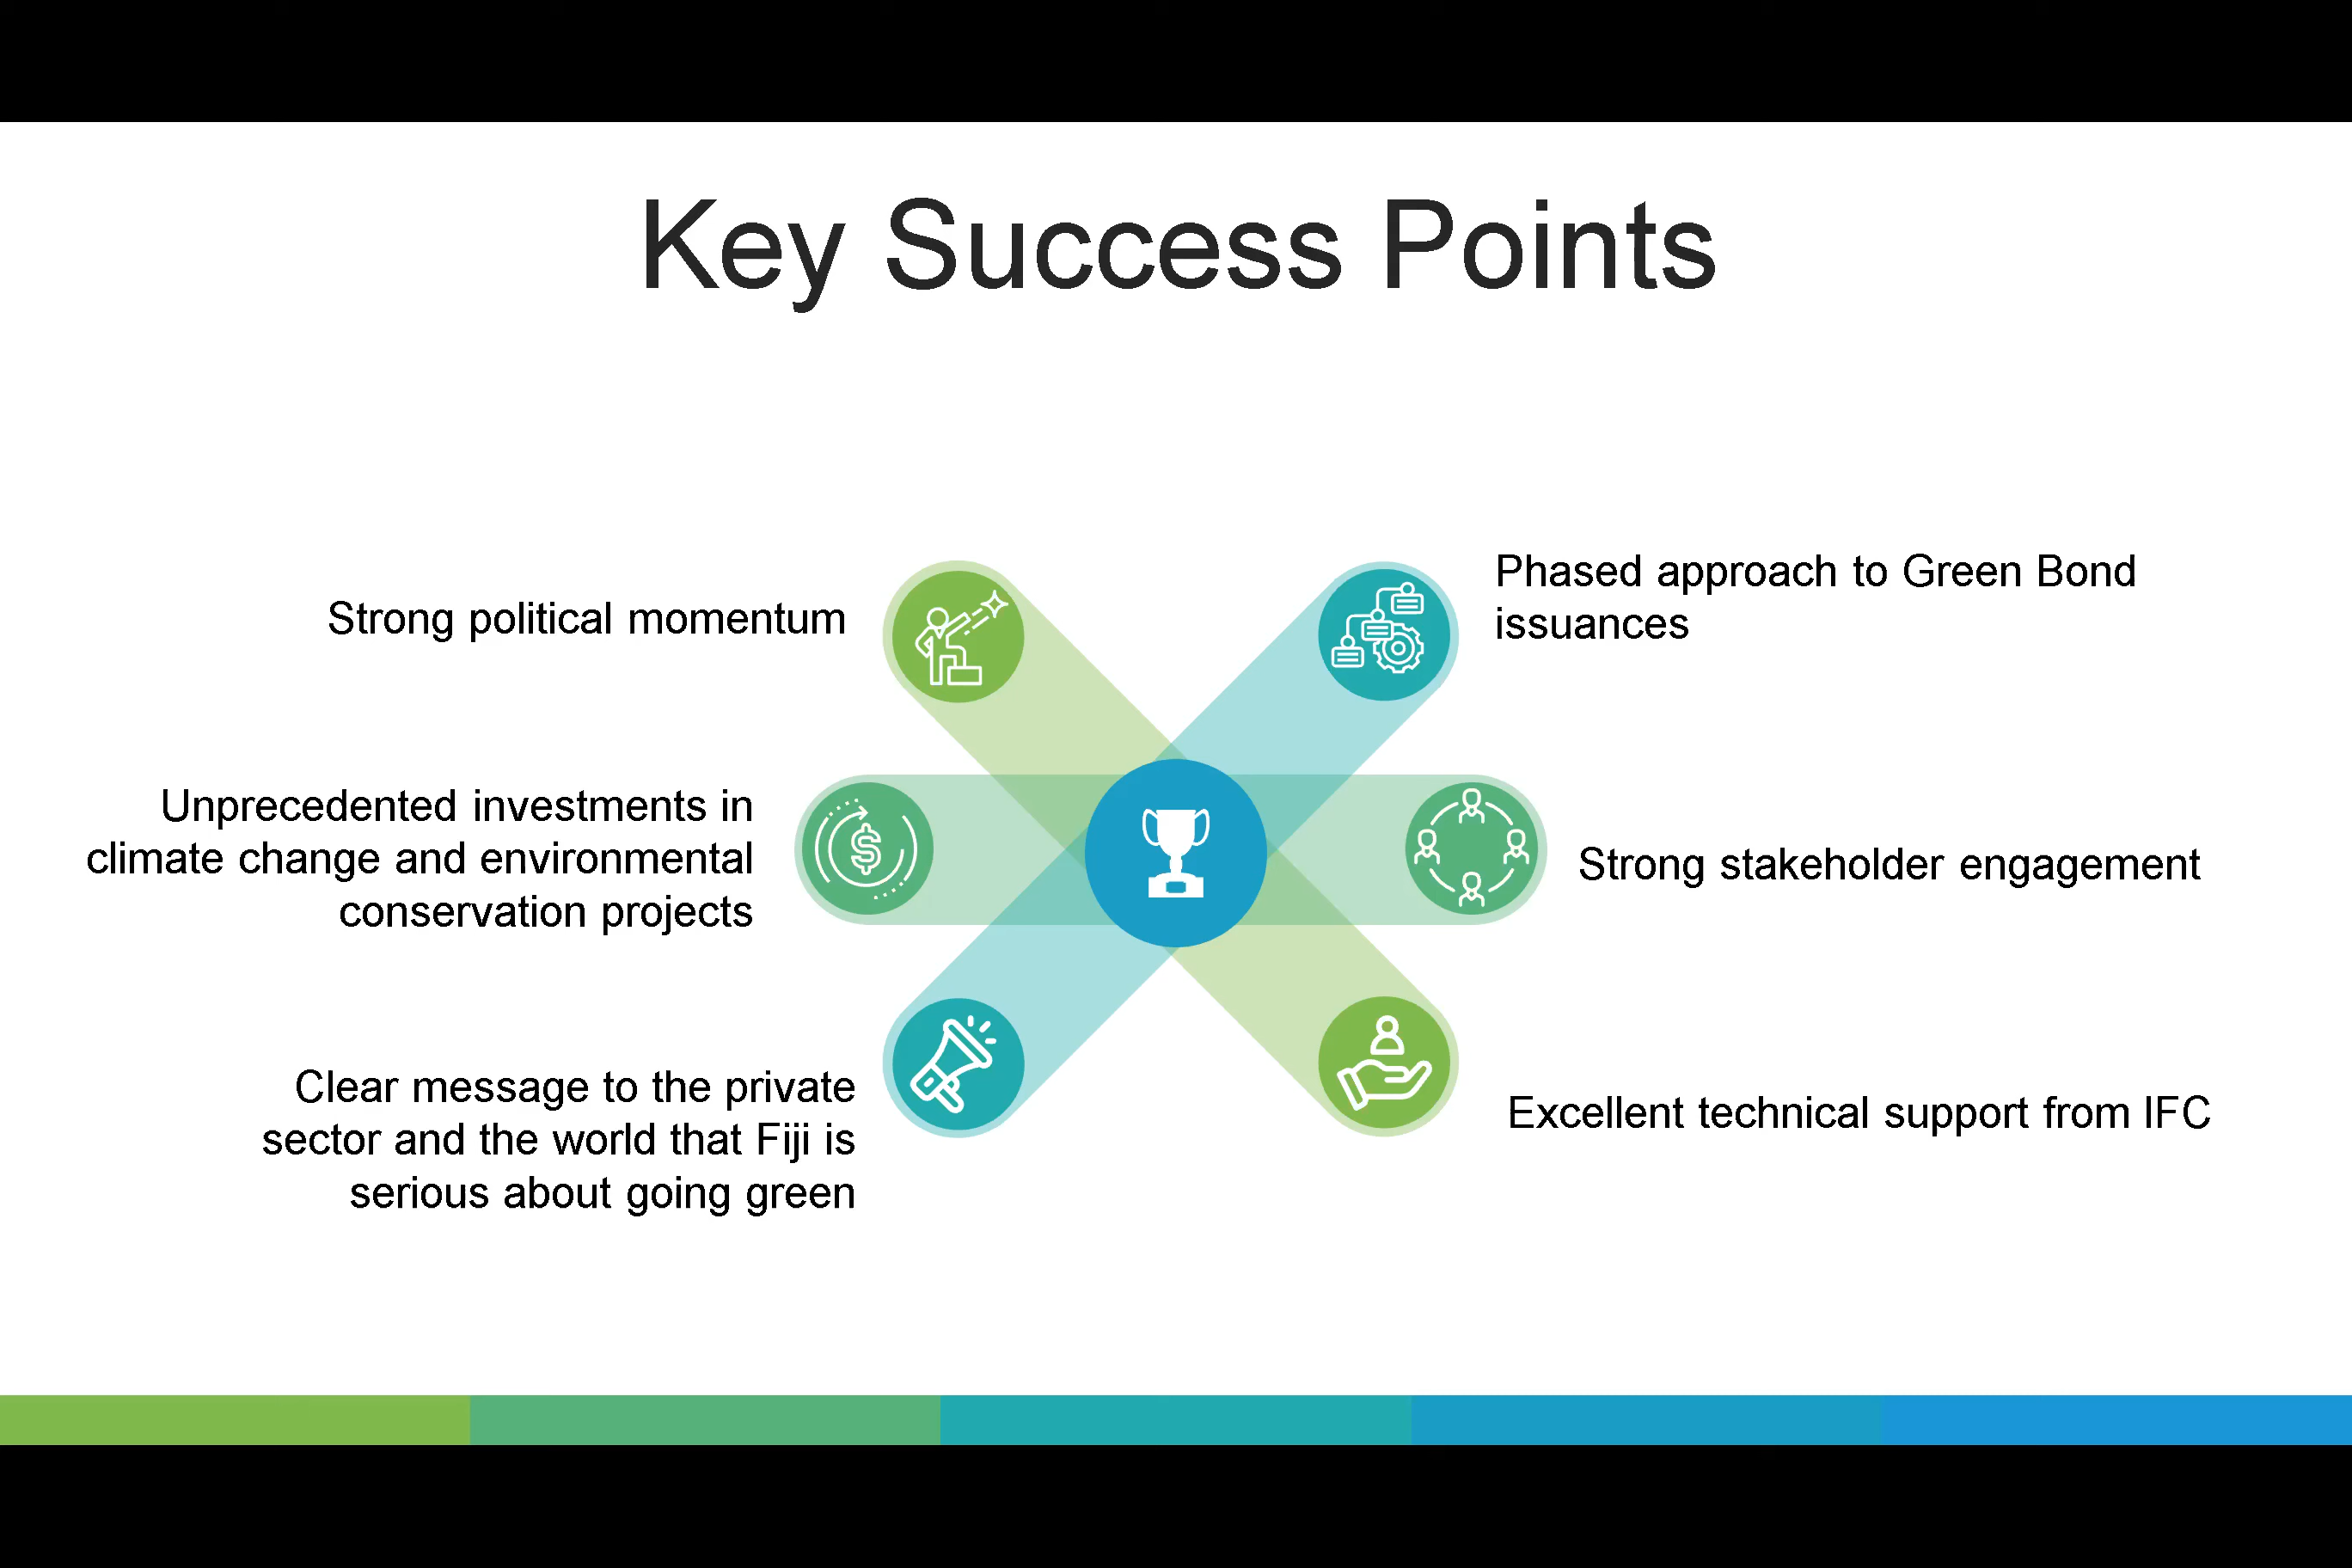 Key Success Points
Strong political momentum
Unprecedented investments in
climate change and environmental
conservation projects
Clear message to the private
sector and the world that Fiji is
serious about going green
Phased approach to Green Bond
issuances
Strong stakeholder engagement
Excellent technical support from IFC